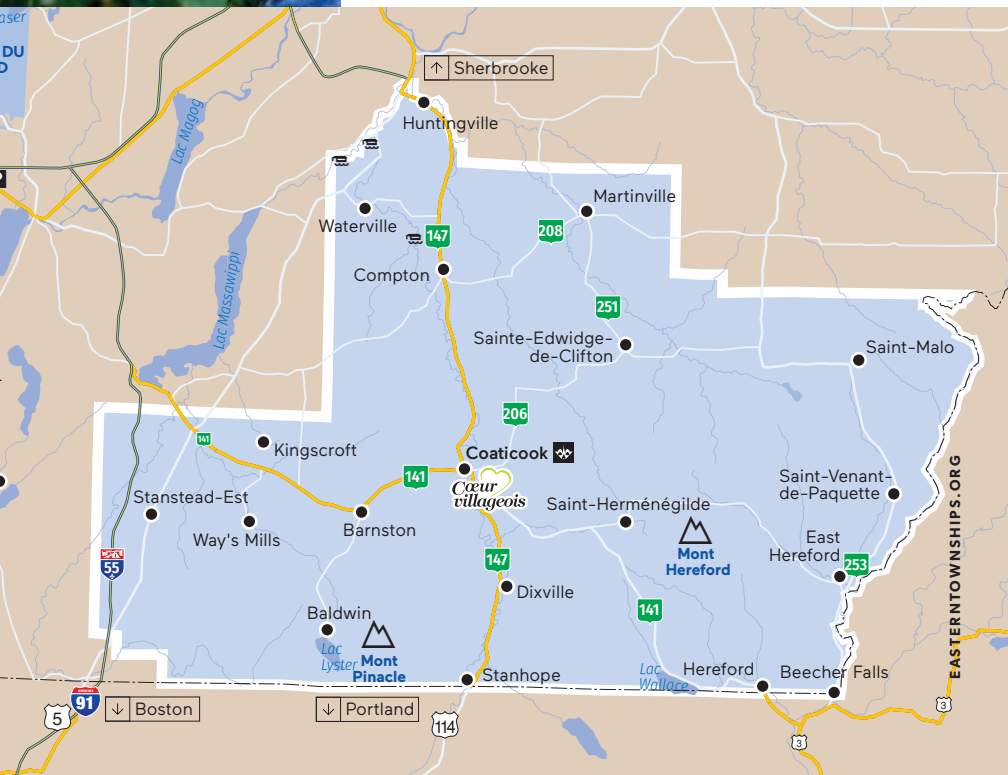 aser
DU
D
↑ Sherbrooke
Huntingville
Lac Magog
Martinville
Waterville
208
147
Compton
Lac Massawippi
251
Sainte-Edwidge-
de-Clifton
Saint-Malo
206
141
Kingscroft
Coaticook
141
Cœur
villageois
Stanstead-Est
Way's Mills
Barnston
Saint-Herménégilde
Saint-Venant-
de-Paquette
Mont
Hereford
East
Hereford
253
55
147
Dixville
141
Baldwin
Lac
Lyster
Mont
Pinacle
Stanhope
Lac
Wallace
Hereford
Beecher Falls
EASTERNTOWNSHIPS.ORG
91
5
↓ Boston
↓ Portland
114
3
3